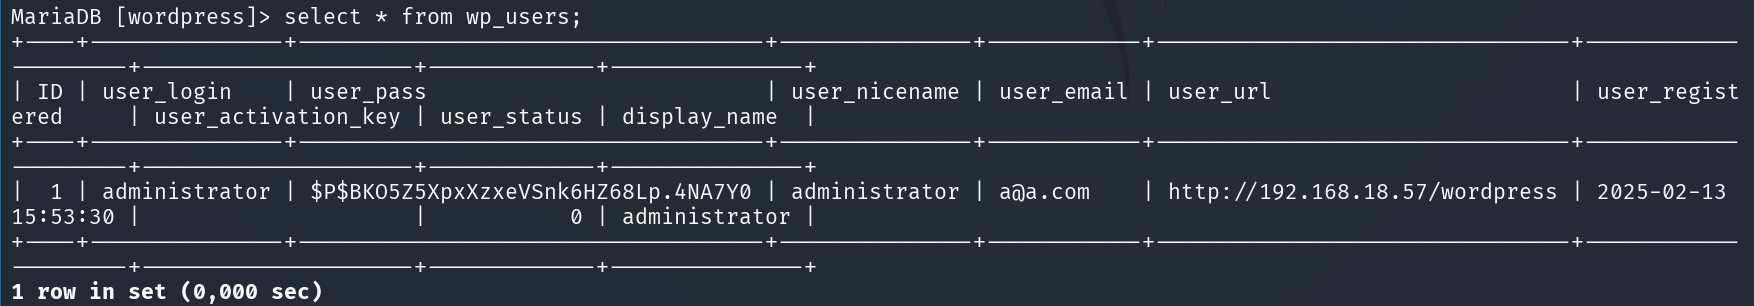 MariaDB [wordpress]> select * from wp_users;
+----+---------------+-------------------------------------+---------------+------------+--------------------------------+------------
---------+---------------------+-------------+---------------+
| ID | user_login    | user_pass                          | user_nicename | user_email | user_url                       | user_regist
ered     | user_activation_key | user_status | display_name  |
+----+---------------+-------------------------------------+---------------+------------+--------------------------------+------------
---------+---------------------+-------------+---------------+
|  1 | administrator | $P$BKO5Z5XpxXzxeVSnk6HZ68Lp.4NA7Y0 | administrator | a@a.com    | http://192.168.18.57/wordpress | 2025-02-13
15:53:30 |                     |           0 | administrator |
+----+---------------+-------------------------------------+---------------+------------+--------------------------------+------------
---------+---------------------+-------------+---------------+
1 row in set (0,000 sec)